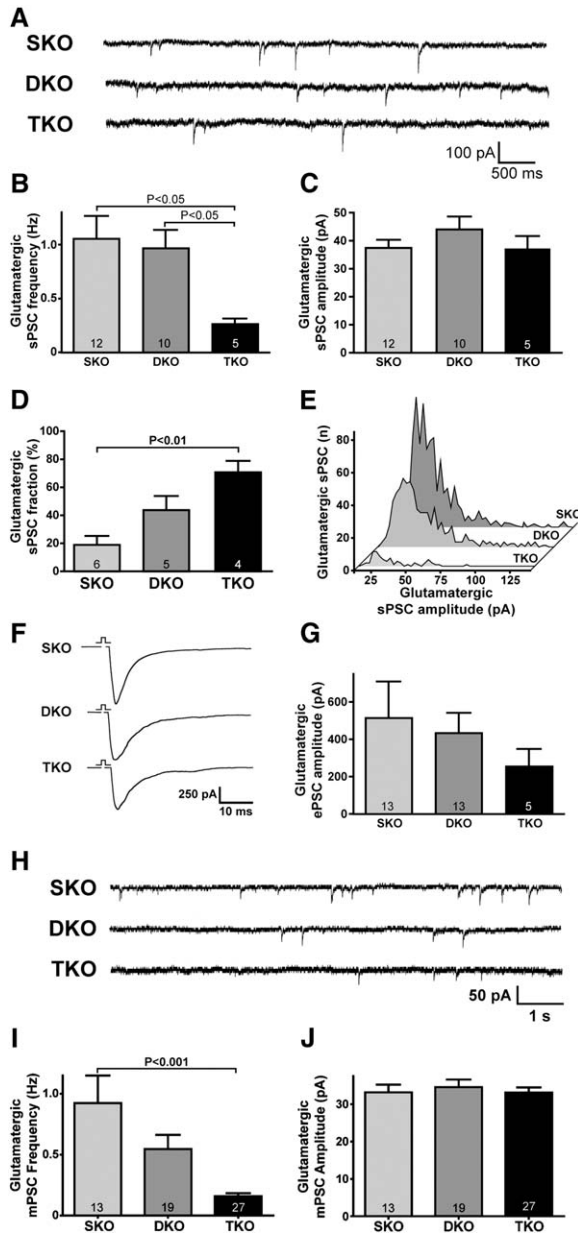 A
SKO
DKO
TKO
100 pA
500 ms
B
Glutamatergic
sPSC frequency (Hz)
P<0.05
P<0.05
1.0
0.5
0
12
10
5
SKO
DKO
TKO
C
Glutamatergic
sPSC amplitude (pA)
50
40
30
20
10
0
12
10
5
SKO
DKO
TKO
D
Glutamatergic
sPSC fraction (%)
P<0.01
100
80
60
40
20
0
6
5
4
SKO
DKO
TKO
E
Glutamatergic sPSC (n)
80
60
40
20
0
SKO
DKO
TKO
25
50
75
100
125
Glutamatergic
sPSC amplitude (pA)
F
SKO
DKO
TKO
250 pA
10 ms
G
Glutamatergic
ePSC amplitude (pA)
600
400
200
0
13
13
5
SKO
DKO
TKO
H
SKO
DKO
TKO
50 pA
1 s
I
Glutamatergic
mPSC Frequency (Hz)
P<0.001
1.0
0.5
0
13
19
27
SKO
DKO
TKO
J
Glutamatergic
mPSC Amplitude (pA)
30
20
10
0
13
19
27
SKO
DKO
TKO